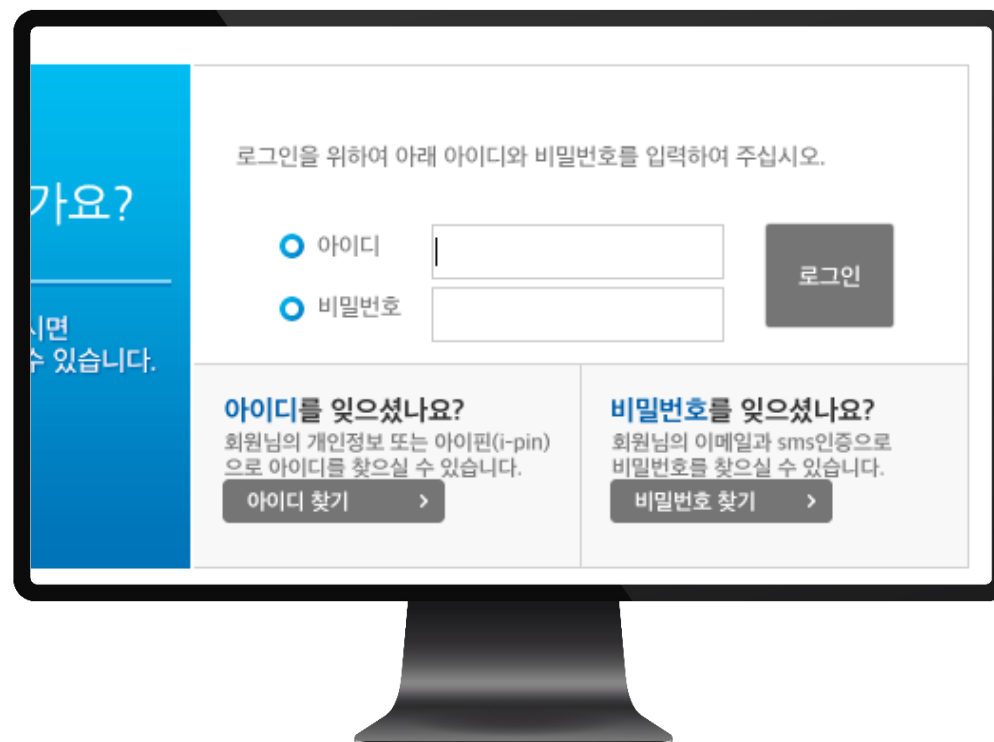 가요?
시면
수 있습니다.
로그인을 위하여 아래 아이디와 비밀번호를 입력하여 주십시오.
아이디
비밀번호
로그인
아이디를 잊으셨나요?
회원님의 개인정보 또는 아이핀(i-pin)
으로 아이디를 찾으실 수 있습니다.
아이디 찾기 >
비밀번호를 잊으셨나요?
회원님의 이메일과 sms인증으로
비밀번호를 찾으실 수 있습니다.
비밀번호 찾기 >